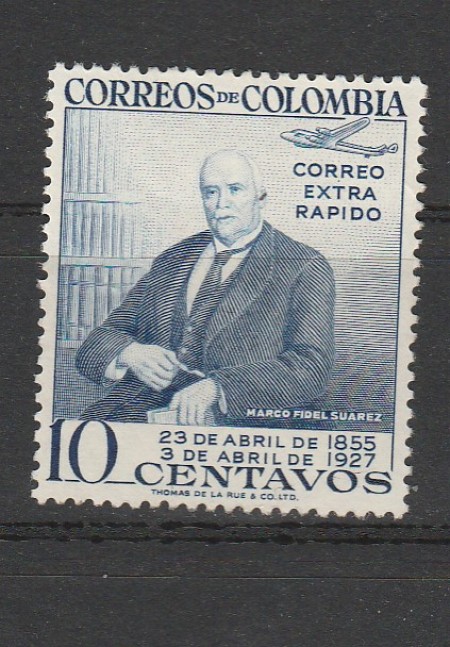 CORREOS DE COLOMBIA
CORREO
EXTRA
RAPIDO
MARCO FIDEL SUAREZ
23 DE ABRIL DE 1855
3 DE ABRIL DE 1927
10 CENTAVOS
THOMAS DE LA RUE & CO. LTD.